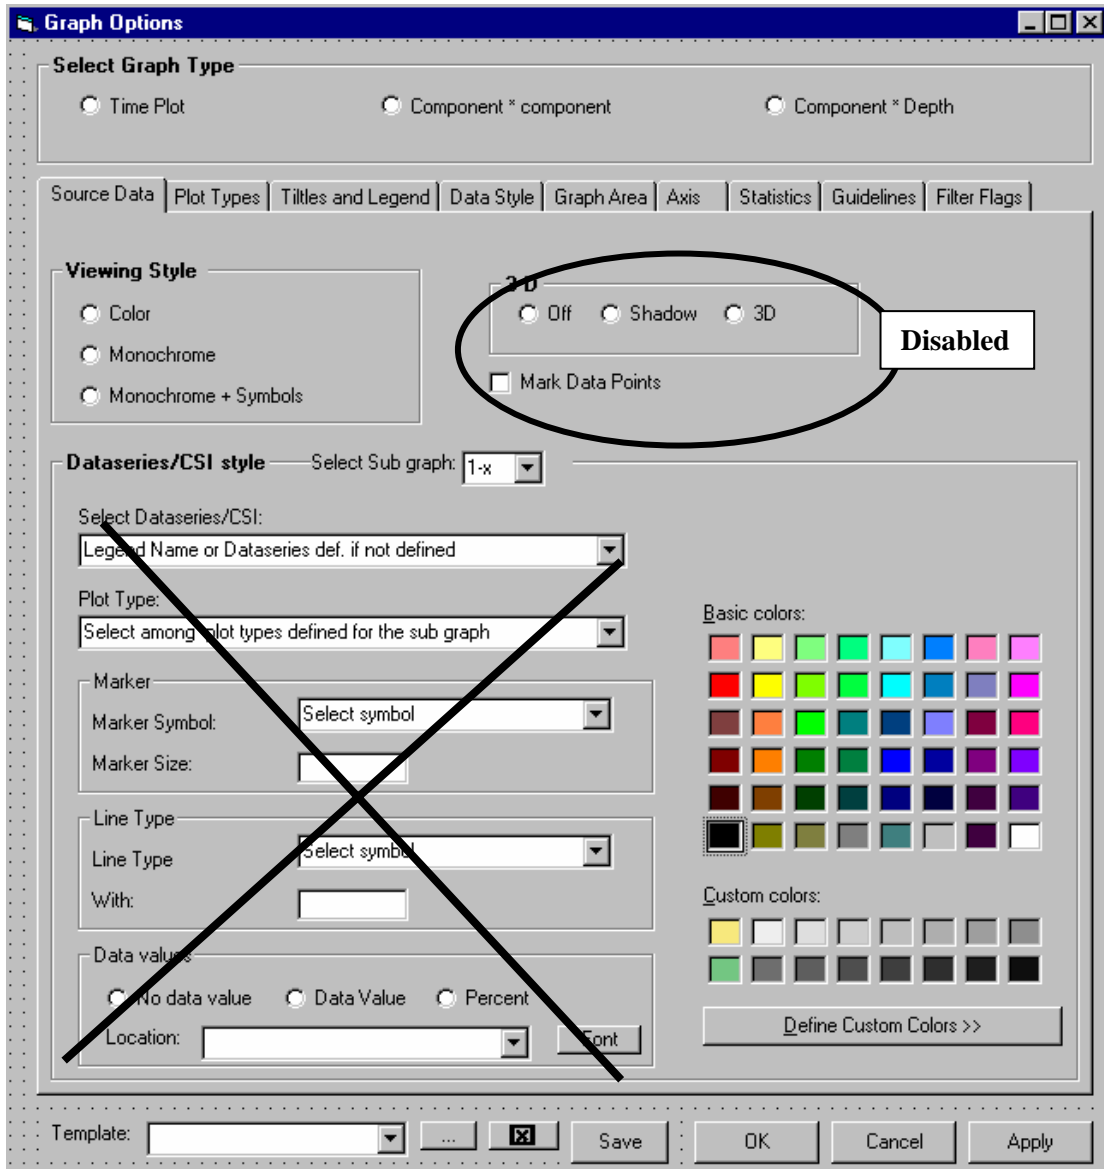 Graph Options
Select Graph Type
Time Plot Component * component Component * Depth
Source Data Plot Types Tiltles and Legend Data Style Graph Area Axis Statistics Guidelines Filter Flags
Viewing Style
3-D
Color
Off Shadow 3D
Disabled
Monochrome
Mark Data Points
Monochrome + Symbols
Dataseries/CSI style Select Sub graph: 1-x
Select Dataseries/CSI:
Legend Name or Dataseries def. if not defined
Plot Type:
Select among plot types defined for the sub graph
Basic colors:
Marker
Marker Symbol: Select symbol
Marker Size:
Line Type
Line Type Select symbol
With:
Custom colors:
Data values
No data value Data Value Percent
Location: Font
Define Custom Colors >>
Template: ... Save OK Cancel Apply